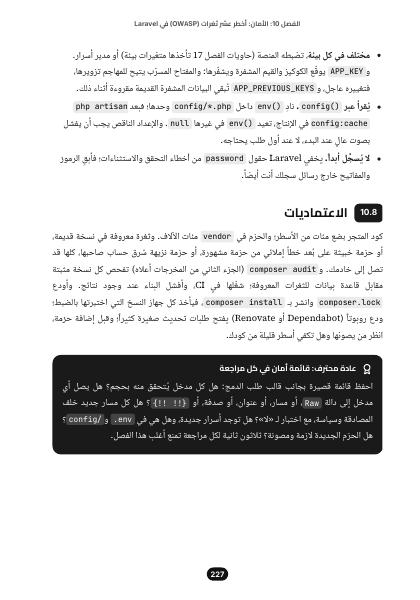 الفصل 10: الأمان: أخطر عشر ثغرات (OWASP) في Laravel
• مختلف في كل بيئة، تضبطه المنصة (حاويات الفصل 17 تأخذها متغيرات بيئة) أو مدير أسرار.
و APP_KEY يوقّع الكوكيز والقيم المشفرة ويشفّرها؛ والمفتاح المسرّب يتيح للمهاجم تزويرها،
فتغييره عاجل، و APP_PREVIOUS_KEYS تُبقي البيانات المشفرة القديمة مقروءة أثناء ذلك.
• يُقرأ عبر config()، نادِ env() داخل config/*.php وحدها؛ فبعد php artisan
config:cache في الإنتاج، تعيد env() في غيرها null. والإعداد الناقص يجب أن يفشل
بصوت عالٍ عند البدء، لا عند أول طلب يحتاجه.
• لا يُسجَّل أبداً. يخفي Laravel حقول password من أخطاء التحقق والاستثناءات؛ فأبقِ الرموز
والمفاتيح خارج رسائل سجلك أنت أيضاً.
10.8 الاعتماديات
كود المتجر بضع مئات من الأسطر؛ والحزم في vendor مئات الآلاف. وثغرة معروفة في نسخة قديمة،
أو حزمة خبيثة على بُعد خطأ إملائي من حزمة مشهورة، أو حزمة نزيهة سُرق حساب صاحبها، كلها قد
تصل إلى خادمك. و composer audit (الجزء الثاني من المخرجات أعلاه) تفحص كل نسخة مثبتة
مقابل قاعدة بيانات للثغرات المعروفة؛ شغّلها في CI، وأفشل البناء عند وجود نتائج. وأودع
composer.lock وانشر بـ composer install، فيأخذ كل جهاز النسخ التي اختبرتها بالضبط؛
ودع روبوتاً (Dependabot أو Renovate) يفتح طلبات تحديث صغيرة كثيراً؛ وقبل إضافة حزمة،
انظر من يصونها وهل تكفي أسطر قليلة من كودك.
عادة محترف: قائمة أمان في كل مراجعة
احفظ قائمة قصيرة بجانب قالب طلب الدمج: هل كل مدخل يُتحقق منه بحجم؟ هل يصل أي
مدخل إلى دالة Raw، أو مسار، أو عنوان، أو صدفة، أو {!! !!}؟ هل كل مسار جديد خلف
المصادقة وسياسة، مع اختبار لـ «لا»؟ هل توجد أسرار جديدة، وهل هي في .env و config/؟
هل الحزم الجديدة لازمة ومصونة؟ ثلاثون ثانية لكل مراجعة تمنع أغلب هذا الفصل.
227